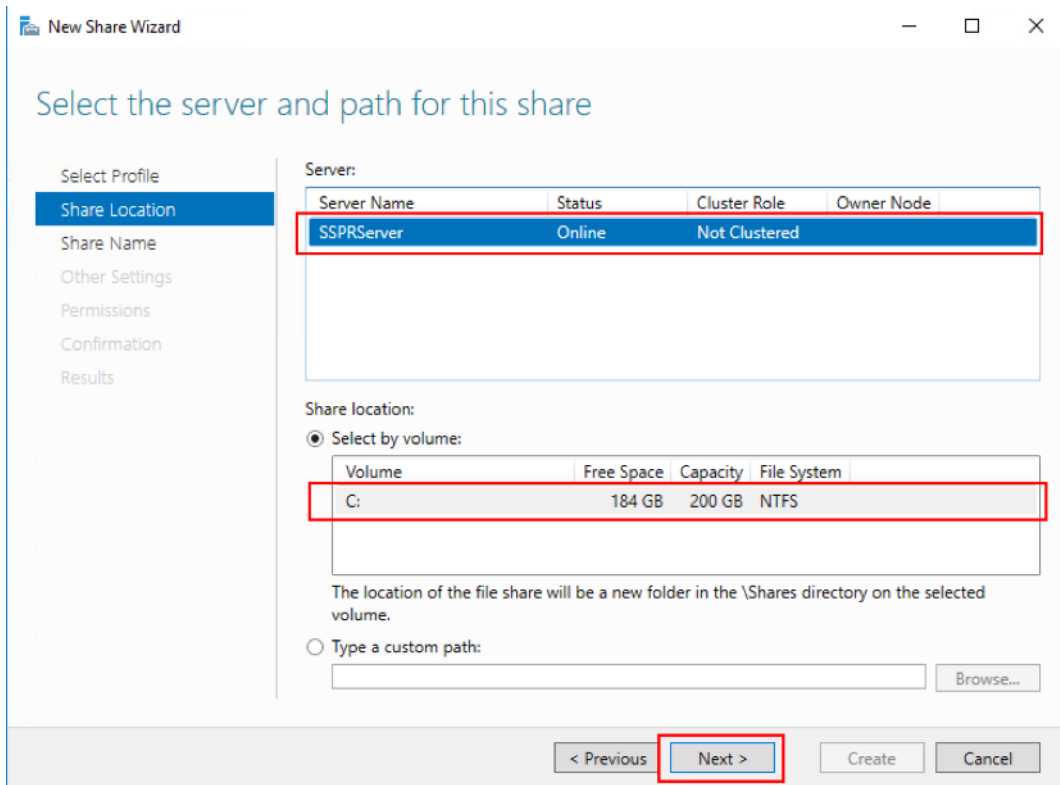 New Share Wizard
Select the server and path for this share
Select Profile
Share Location
Share Name
Other Settings
Permissions
Confirmation
Results
Server:
Server Name Status Cluster Role Owner Node
SSPRServer Online Not Clustered
Share location:
Select by volume:
Volume Free Space Capacity File System
C: 184 GB 200 GB NTFS
The location of the file share will be a new folder in the \Shares directory on the selected
volume.
Type a custom path:
Browse...
< Previous Next > Create Cancel